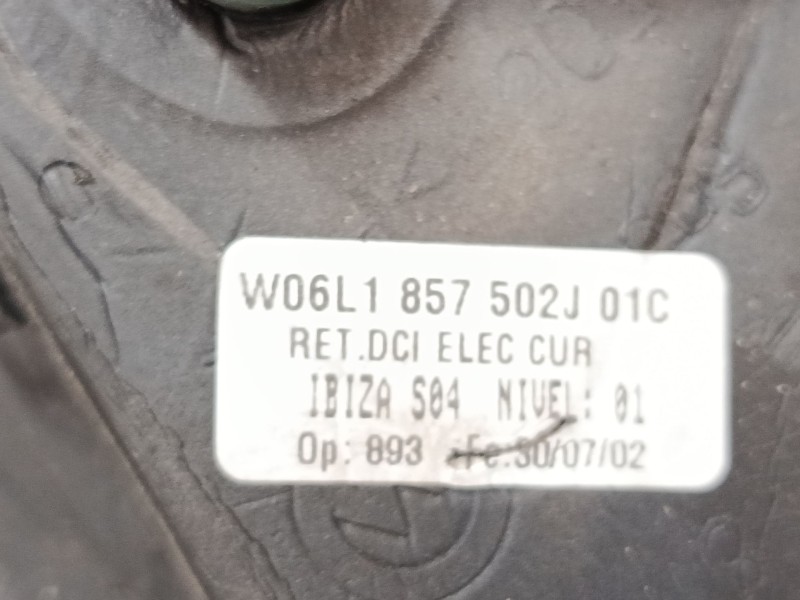 W06L1 857 502J 01C
RET.DCI ELEC CUR
IBIZA S04 NIVEL: 01
Op: 893 Fe:30/07/02